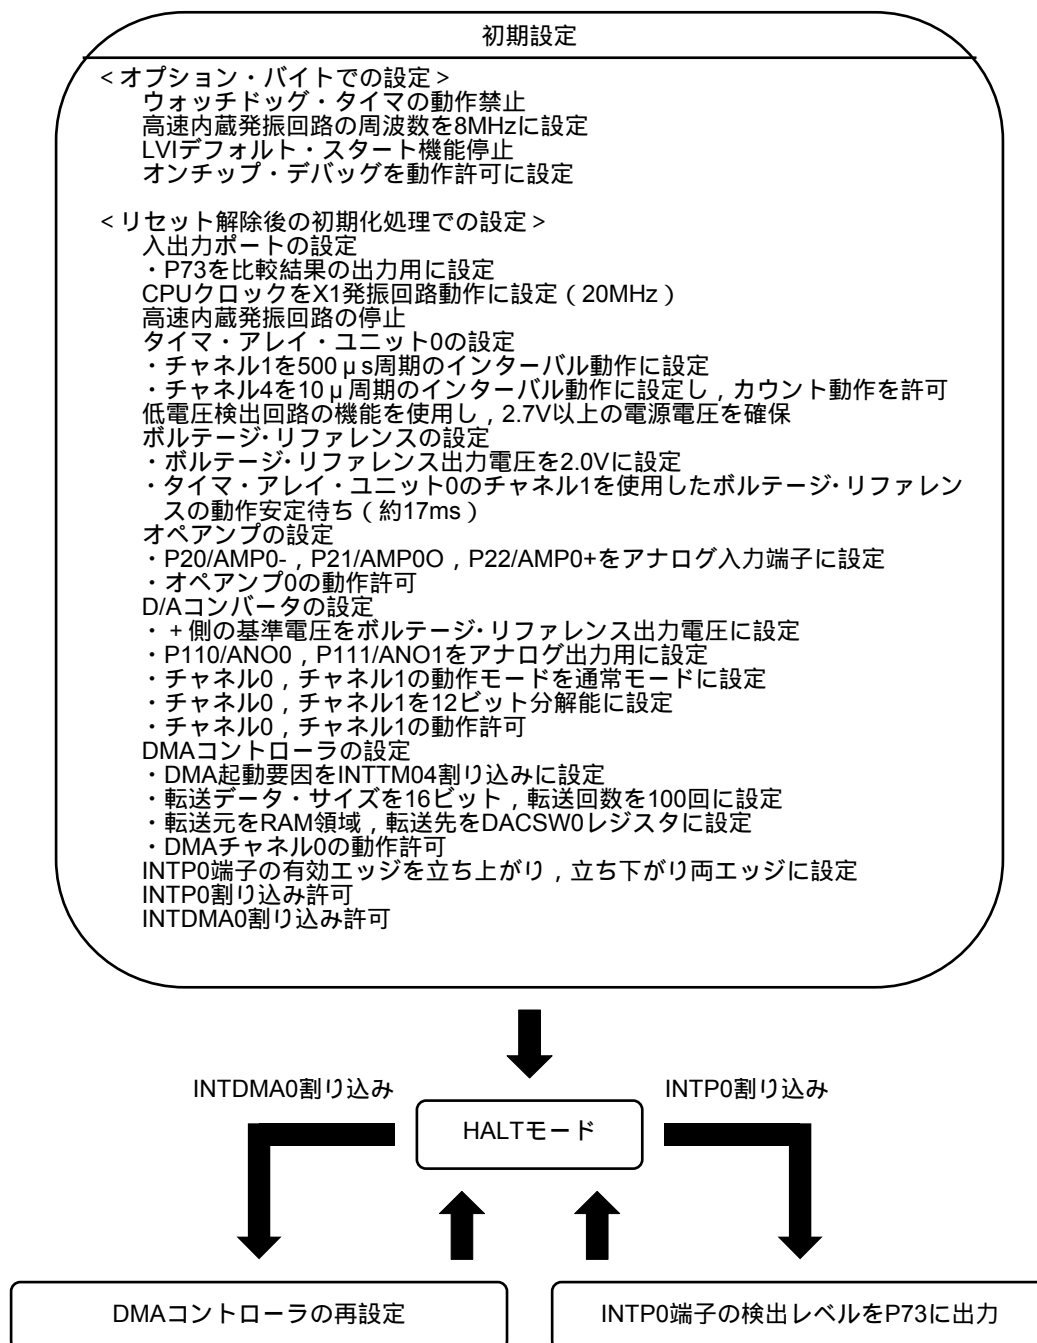 初期設定
<オプション・バイトでの設定>
ウォッチドッグ・タイマの動作禁止
高速内蔵発振回路の周波数を8MHzに設定
LVIデフォルト・スタート機能停止
オンチップ・デバッグを動作許可に設定
<リセット解除後の初期化処理での設定>
入出力ポートの設定
・P73を比較結果の出力用に設定
CPUクロックをX1発振回路動作に設定（20MHz）
高速内蔵発振回路の停止
タイマ・アレイ・ユニット0の設定
・チャネル1を500μs周期のインターバル動作に設定
・チャネル4を10μ周期のインターバル動作に設定し，カウント動作を許可
低電圧検出回路の機能を使用し，2.7V以上の電源電圧を確保
ボルテージ・リファレンスの設定
・ボルテージ・リファレンス出力電圧を2.0Vに設定
・タイマ・アレイ・ユニット0のチャネル1を使用したボルテージ・リファレン
スの動作安定待ち（約17ms）
オペアンプの設定
・P20/AMP0-，P21/AMP0O，P22/AMP0+をアナログ入力端子に設定
・オペアンプ0の動作許可
D/Aコンバータの設定
・＋側の基準電圧をボルテージ・リファレンス出力電圧に設定
・P110/ANO0，P111/ANO1をアナログ出力用に設定
・チャネル0，チャネル1の動作モードを通常モードに設定
・チャネル0，チャネル1を12ビット分解能に設定
・チャネル0，チャネル1の動作許可
DMAコントローラの設定
・DMA起動要因をINTTM04割り込みに設定
・転送データ・サイズを16ビット，転送回数を100回に設定
・転送元をRAM領域，転送先をDACSW0レジスタに設定
・DMAチャネル0の動作許可
INTP0端子の有効エッジを立ち上がり，立ち下がり両エッジに設定
INTP0割り込み許可
INTDMA0割り込み許可
INTDMA0割り込み
INTP0割り込み
HALTモード
DMAコントローラの再設定
INTP0端子の検出レベルをP73に出力